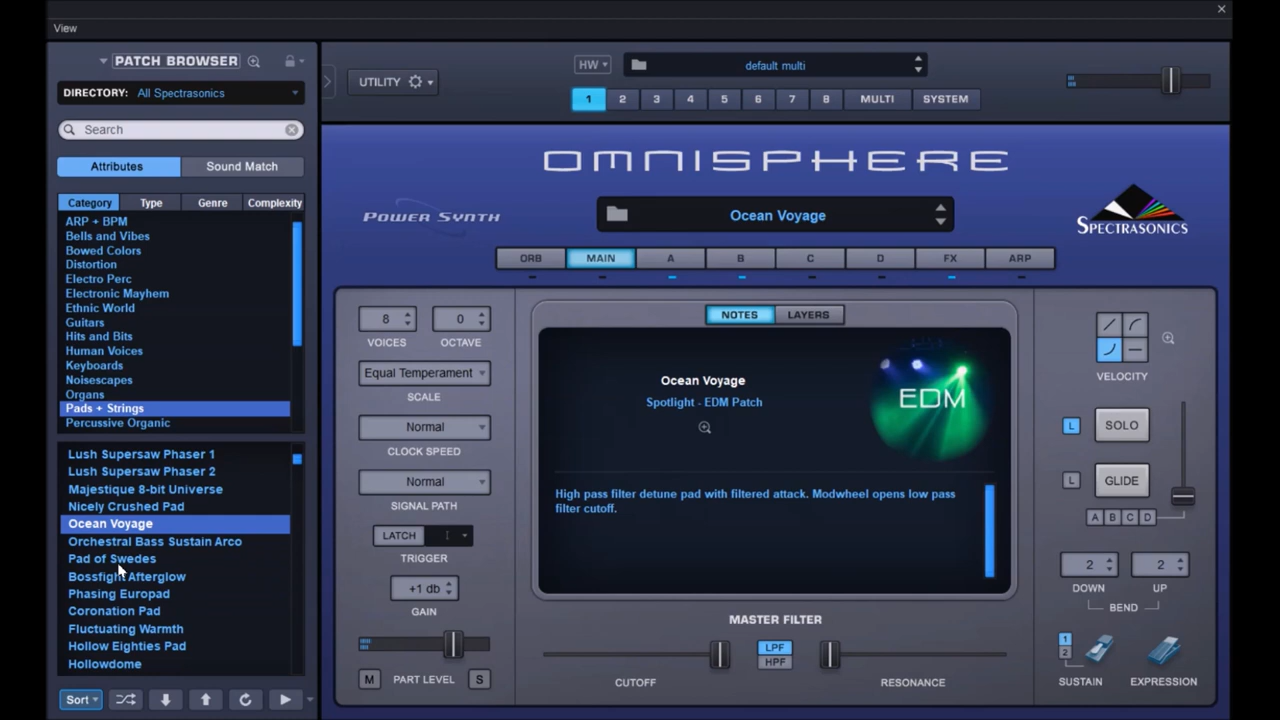 View
PATCH BROWSER
DIRECTORY: All Spectrasonics
Search
Attributes Sound Match
Category Type Genre Complexity
ARP + BPM
Bells and Vibes
Bowed Colors
Distortion
Electro Perc
Electronic Mayhem
Ethnic World
Guitars
Hits and Bits
Human Voices
Keyboards
Noisescapes
Organs
Pads + Strings
Percussive Organic
Lush Supersaw Phaser 1
Lush Supersaw Phaser 2
Majestique 8-bit Universe
Nicely Crushed Pad
Ocean Voyage
Orchestral Bass Sustain Arco
Pad of Swedes
Bossfight Afterglow
Phasing Europad
Coronation Pad
Fluctuating Warmth
Hollow Eighties Pad
Hollowdome
Sort
UTILITY
HW
default multi
1 2 3 4 5 6 7 8 MULTI SYSTEM
OMNISPHERE
POWER SYNTH
Ocean Voyage
SPECTRASONICS
ORB MAIN A B C D FX ARP
8 0
VOICES OCTAVE
Equal Temperament
SCALE
Normal
CLOCK SPEED
Normal
SIGNAL PATH
LATCH
TRIGGER
+1 db
GAIN
M PART LEVEL S
NOTES LAYERS
Ocean Voyage
Spotlight - EDM Patch
EDM
High pass filter detune pad with filtered attack. Modwheel opens low pass
filter cutoff.
MASTER FILTER
LPF
HPF
CUTOFF RESONANCE
VELOCITY
L SOLO
L GLIDE
A B C D
2 2
DOWN UP
BEND
1
2
SUSTAIN EXPRESSION